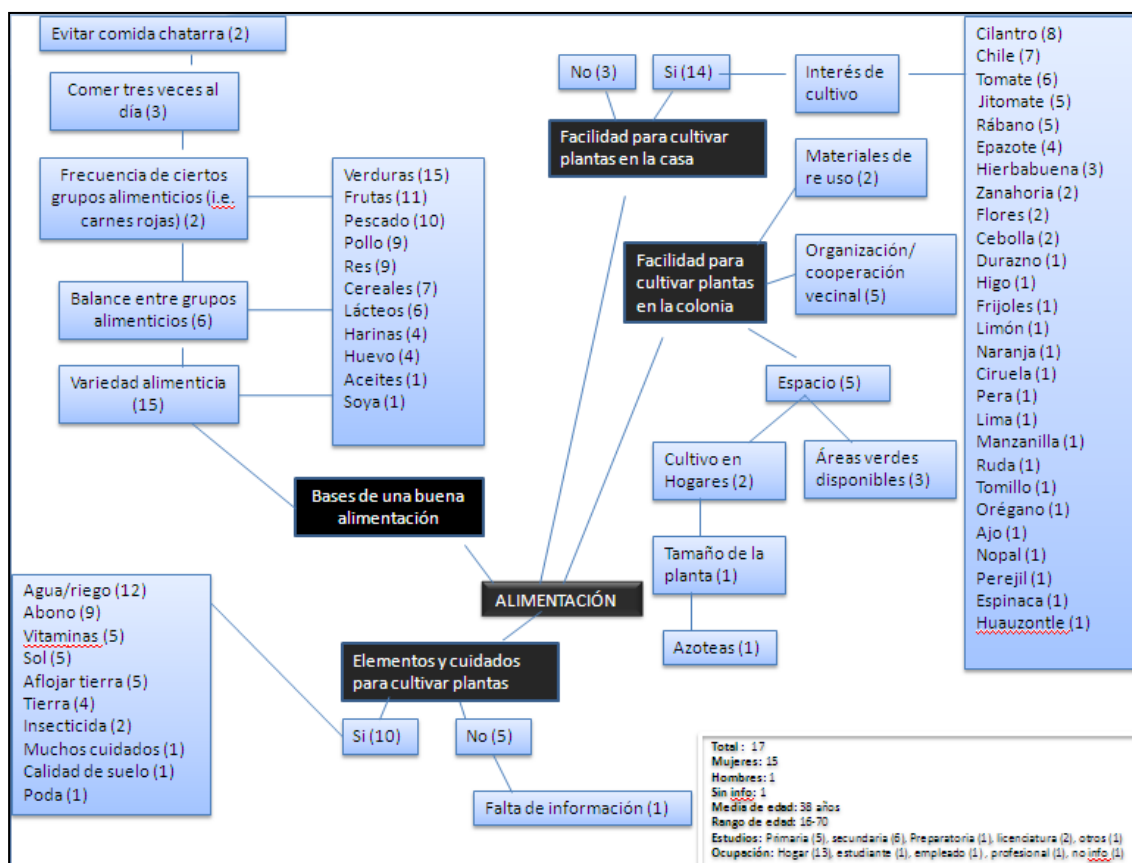 Evitar comida chatarra (2)
Comer tres veces al
día (3)
Frecuencia de ciertos
grupos alimenticios (i.e.
carnes rojas) (2)
Balance entre grupos
alimenticios (6)
Variedad alimenticia
(15)
Verduras (15)
Frutas (11)
Pescado (10)
Pollo (9)
Res (9)
Cereales (7)
Lácteos (6)
Harinas (4)
Huevo (4)
Aceites (1)
Soya (1)
Bases de una buena
alimentación
No (3)
Si (14)
Interés de
cultivo
Facilidad para cultivar
plantas en la casa
Materiales de
re uso (2)
Facilidad para
cultivar plantas
en la colonia
Organización/
cooperación
vecinal (5)
Espacio (5)
Cultivo en
Hogares (2)
Áreas verdes
disponibles (3)
Tamaño de la
planta (1)
Azoteas (1)
Cilantro (8)
Chile (7)
Tomate (6)
Jitomate (5)
Rábano (5)
Epazote (4)
Hierbabuena (3)
Zanahoria (2)
Flores (2)
Cebolla (2)
Durazno (1)
Higo (1)
Frijoles (1)
Limón (1)
Naranja (1)
Ciruela (1)
Pera (1)
Lima (1)
Manzanilla (1)
Ruda (1)
Tomillo (1)
Orégano (1)
Ajo (1)
Nopal (1)
Perejil (1)
Espinaca (1)
Huauzontle (1)
ALIMENTACIÓN
Elementos y cuidados
para cultivar plantas
Si (10)
No (5)
Falta de información (1)
Agua/riego (12)
Abono (9)
Vitaminas (5)
Sol (5)
Aflojar tierra (5)
Tierra (4)
Insecticida (2)
Muchos cuidados (1)
Calidad de suelo (1)
Poda (1)
Total : 17
Mujeres: 15
Hombres: 1
Sin info: 1
Media de edad: 38 años
Rango de edad: 16-70
Estudios: Primaria (5), secundaria (6), Preparatoria (1), licenciatura (2), otros (1)
Ocupación: Hogar (13), estudiante (1), empleado (1) , profesional (1), no info (1)